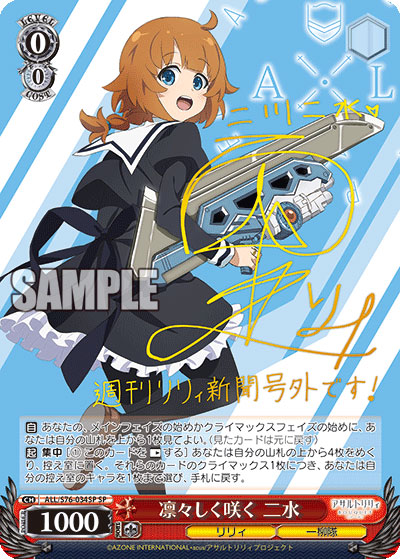 LEVEL
0
0
COST
A
L
二川二水♡
SAMPLE
週刊リリィ新聞号外です!
自 あなたの、メインフェイズの始めかクライマックスフェイズの始めに、あなたは自分の山札を上から1枚見てよい。(見たカードは元に戻す)
起 集中 [① このカードを する] あなたは自分の山札の上から4枚をめくり、控え室に置く。それらのカードのクライマックス1枚につき、あなたは自分の控え室のキャラを1枚まで選び、手札に戻す。
CH
ALL/S76-034SP SP
1000
凛々しく咲く 二水
アサルトリリィ
リリィ
一柳隊
©AZONE INTERNATIONAL・acus/アサルトリリィプロジェクト